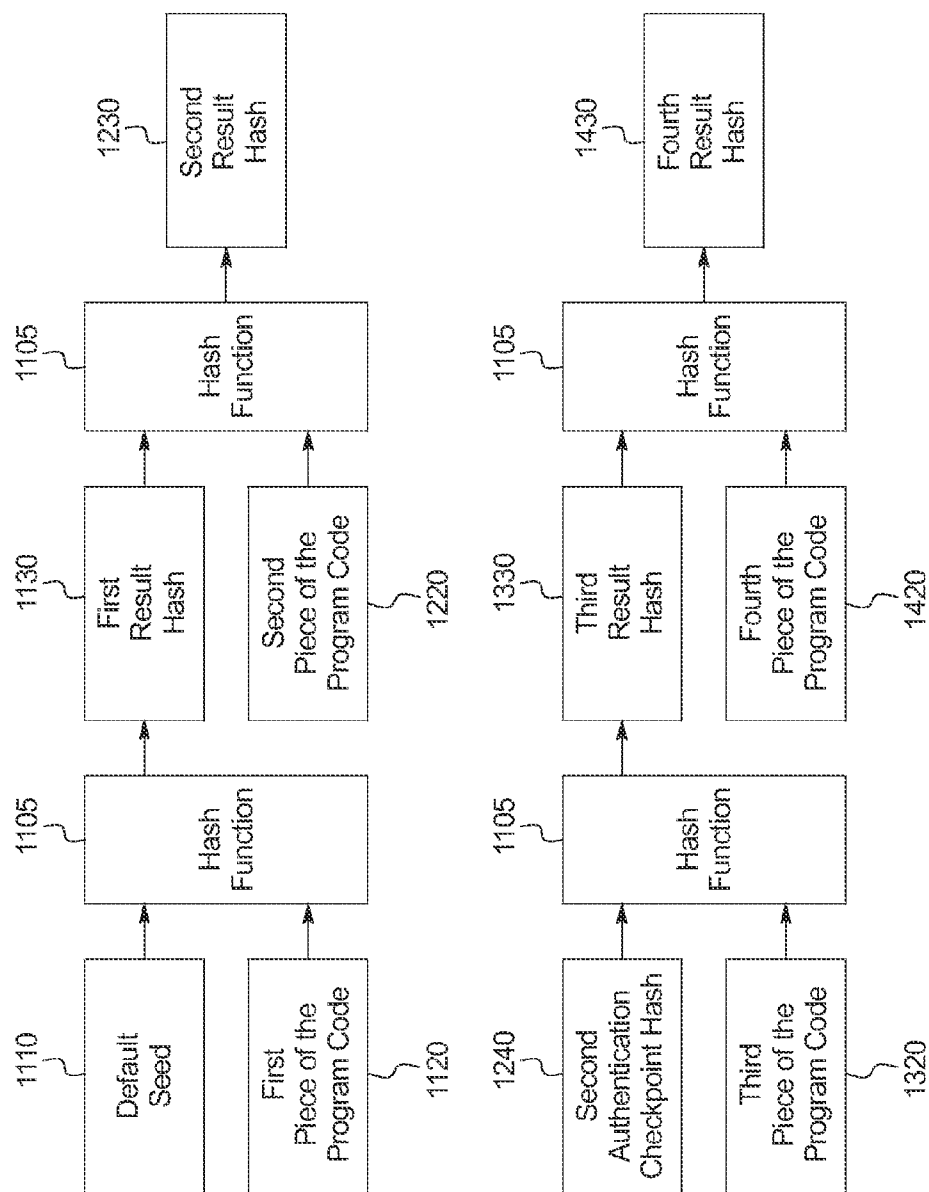 1110
Default
Seed
First
Piece of the
Program Code
1120
1105
Hash
Function
1130
First
Result
Hash
Second
Piece of the
Program Code
1220
1105
Hash
Function
1230
Second
Result
Hash
1240
Second
Authentication
Checkpoint Hash
Third
Piece of the
Program Code
1320
1105
Hash
Function
1330
Third
Result
Hash
Fourth
Piece of the
Program Code
1420
1105
Hash
Function
1430
Fourth
Result
Hash